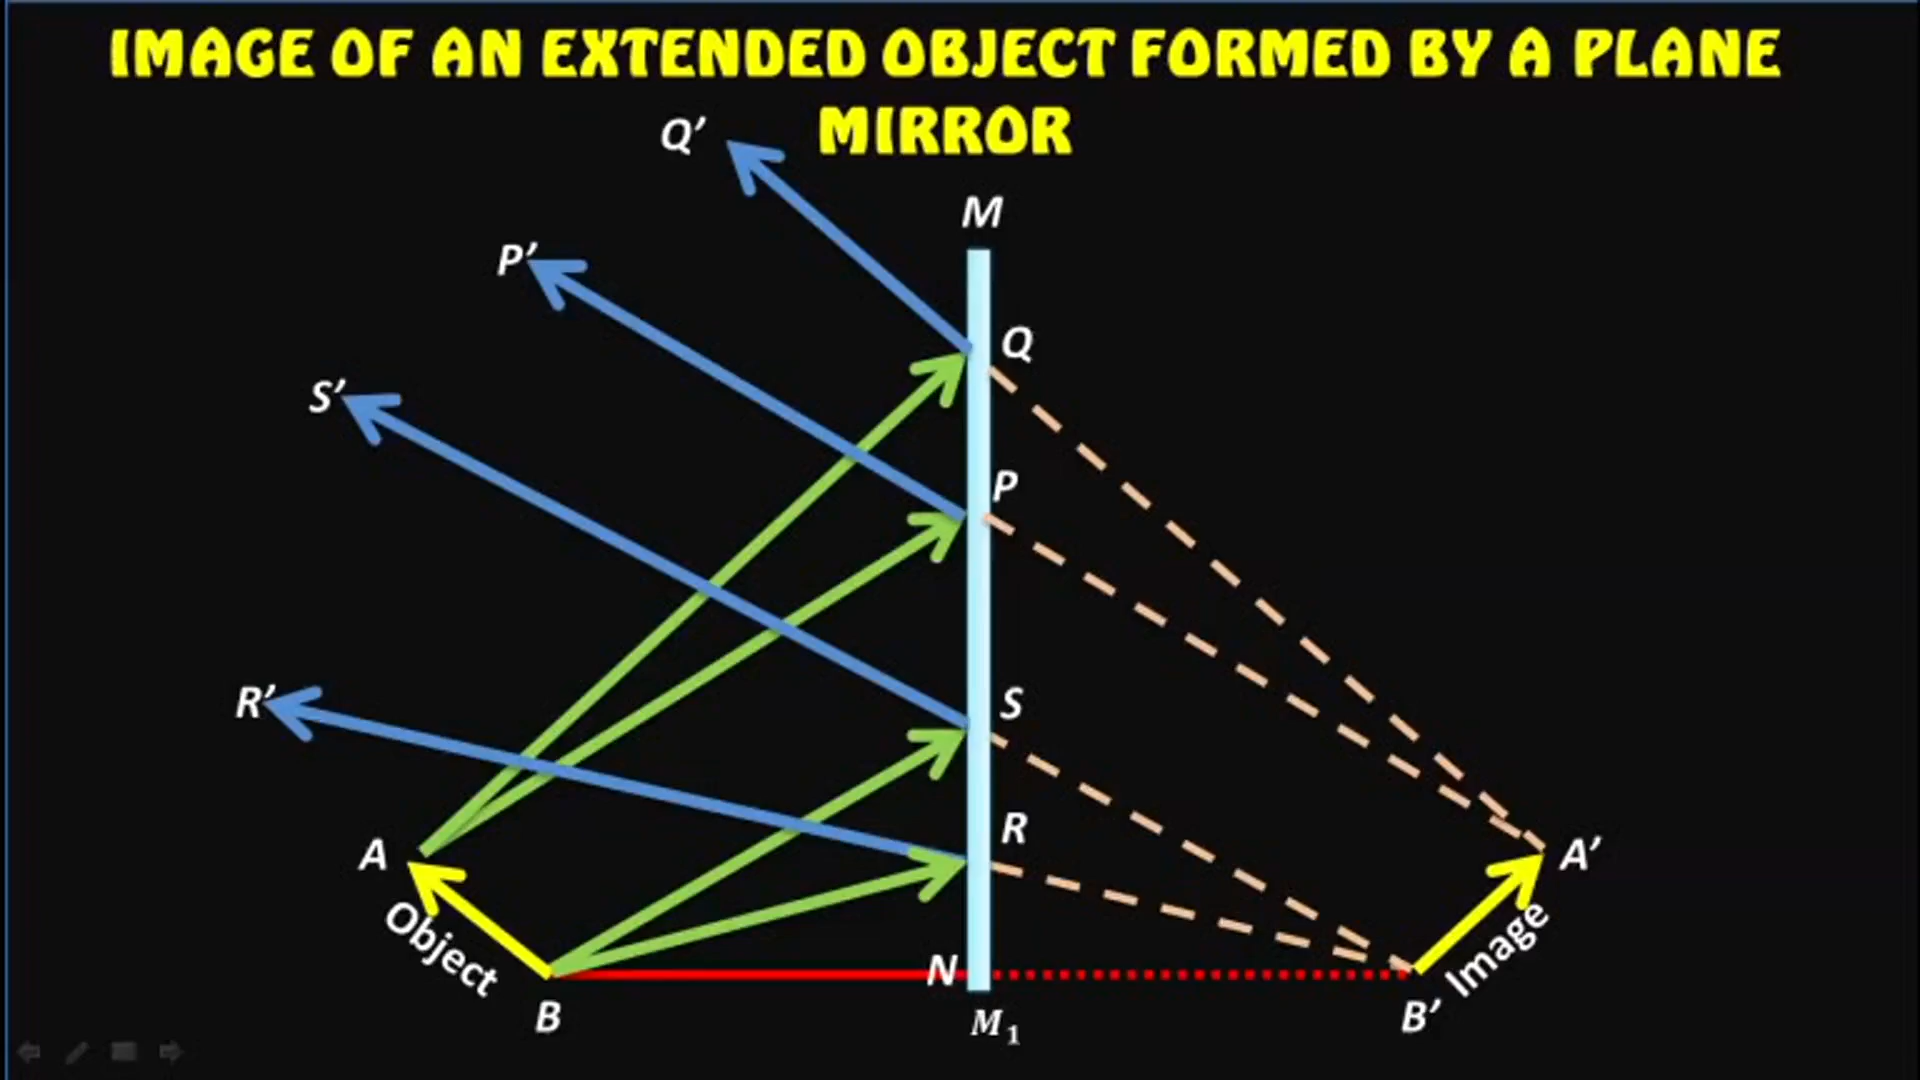 IMAGE OF AN EXTENDED OBJECT FORMED BY A PLANE
MIRROR
Q′
M
P′
Q
S′
P
R′
S
R
A
A′
Object
Image
N
B
M₁
B′